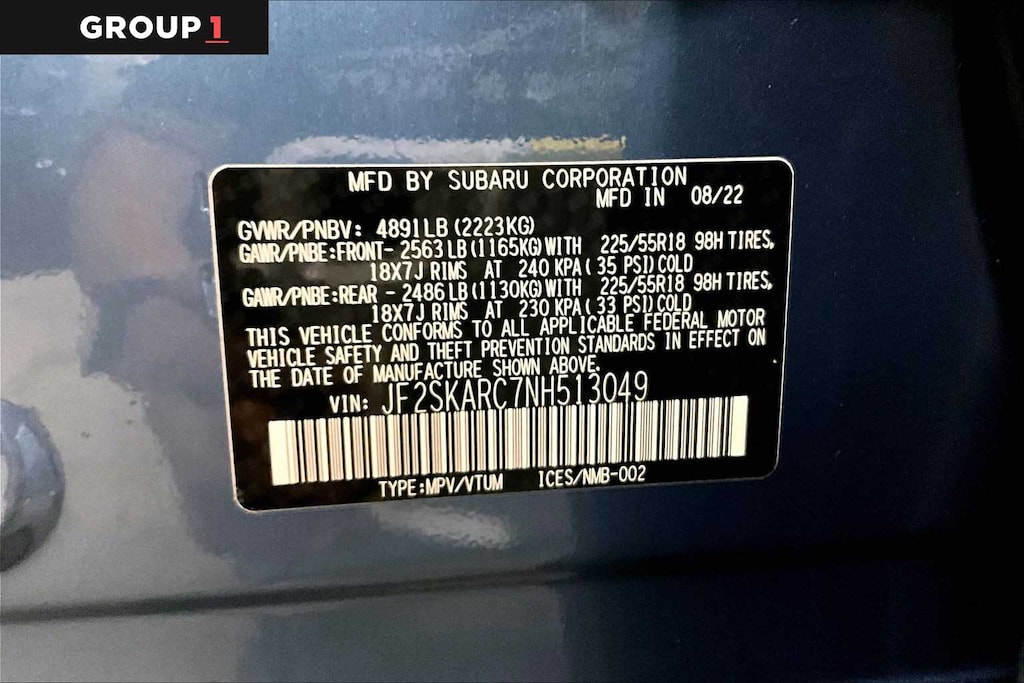 GROUP 1
MFD BY SUBARU CORPORATION
MFD IN 08/22
GVWR/PNBV: 4891LB (2223KG)
GAWR/PNBE:FRONT- 2563LB (1165KG) WITH 225/55R18 98H TIRES,
18X7J RIMS AT 240 KPA( 35 PSI) COLD
GAWR/PNBE:REAR - 2486LB (1130KG) WITH 225/55R18 98H TIRES,
18X7J RIMS AT 230 KPA( 33 PSI) COLD
THIS VEHICLE CONFORMS TO ALL APPLICABLE FEDERAL MOTOR
VEHICLE SAFETY AND THEFT PREVENTION STANDARDS IN EFFECT ON
THE DATE OF MANUFACTURE SHOWN ABOVE.
VIN: JF2SKARC7NH513049
TYPE:MPV/VTUM ICES/NMB-002